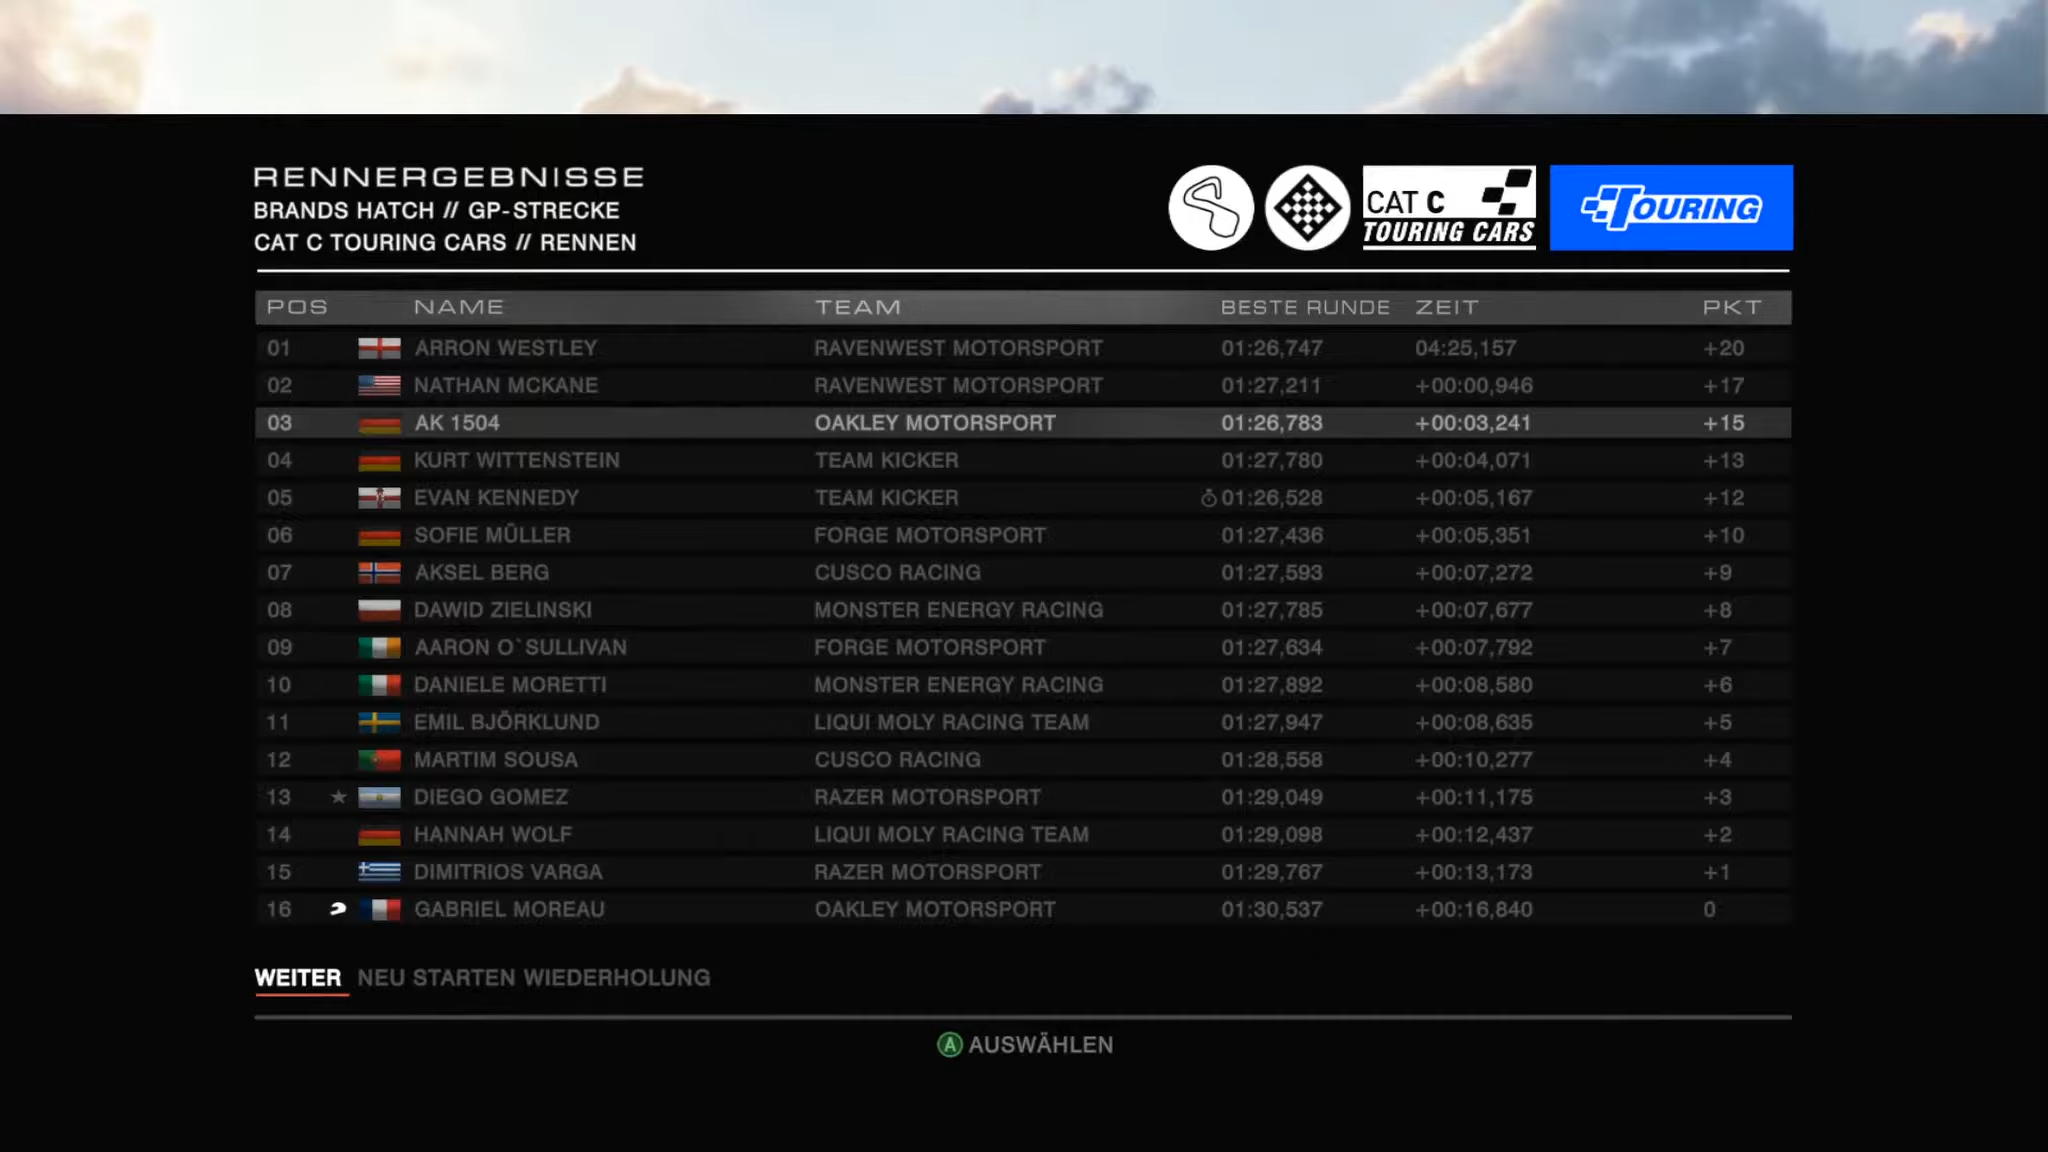 RENNERGEBNISSE
BRANDS HATCH // GP-STRECKE
CAT C TOURING CARS // RENNEN
CAT C
TOURING CARS
TOURING
POS NAME TEAM BESTE RUNDE ZEIT PKT
01 ARRON WESTLEY RAVENWEST MOTORSPORT 01:26,747 04:25,157 +20
02 NATHAN MCKANE RAVENWEST MOTORSPORT 01:27,211 +00:00,946 +17
03 AK 1504 OAKLEY MOTORSPORT 01:26,783 +00:03,241 +15
04 KURT WITTENSTEIN TEAM KICKER 01:27,780 +00:04,071 +13
05 EVAN KENNEDY TEAM KICKER 01:26,528 +00:05,167 +12
06 SOFIE MÜLLER FORGE MOTORSPORT 01:27,436 +00:05,351 +10
07 AKSEL BERG CUSCO RACING 01:27,593 +00:07,272 +9
08 DAWID ZIELINSKI MONSTER ENERGY RACING 01:27,785 +00:07,677 +8
09 AARON O`SULLIVAN FORGE MOTORSPORT 01:27,634 +00:07,792 +7
10 DANIELE MORETTI MONSTER ENERGY RACING 01:27,892 +00:08,580 +6
11 EMIL BJÖRKLUND LIQUI MOLY RACING TEAM 01:27,947 +00:08,635 +5
12 MARTIM SOUSA CUSCO RACING 01:28,558 +00:10,277 +4
13 ★ DIEGO GOMEZ RAZER MOTORSPORT 01:29,049 +00:11,175 +3
14 HANNAH WOLF LIQUI MOLY RACING TEAM 01:29,098 +00:12,437 +2
15 DIMITRIOS VARGA RAZER MOTORSPORT 01:29,767 +00:13,173 +1
16 GABRIEL MOREAU OAKLEY MOTORSPORT 01:30,537 +00:16,840 0
WEITER NEU STARTEN WIEDERHOLUNG
A AUSWÄHLEN